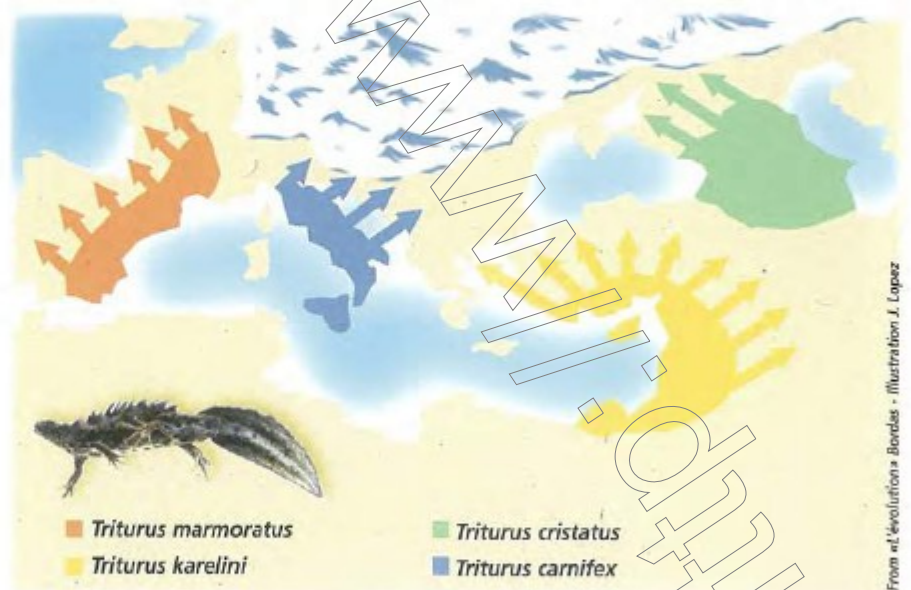 Triturus marmoratus
Triturus karelini
Triturus cristatus
Triturus carnifex
From «L'évolution» Bordas - Illustration J. Lopez